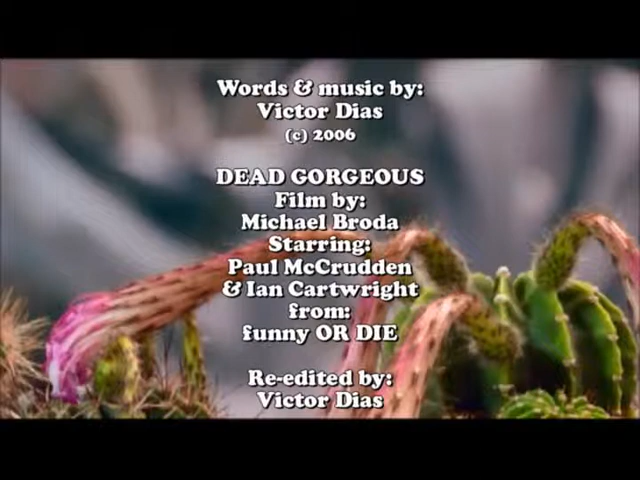 Words & music by:
Victor Dias
(c) 2006
DEAD GORGEOUS
Film by:
Michael Broda
Starring:
Paul McCrudden
& Ian Cartwright
from:
funny OR DIE
Re-edited by:
Victor Dias